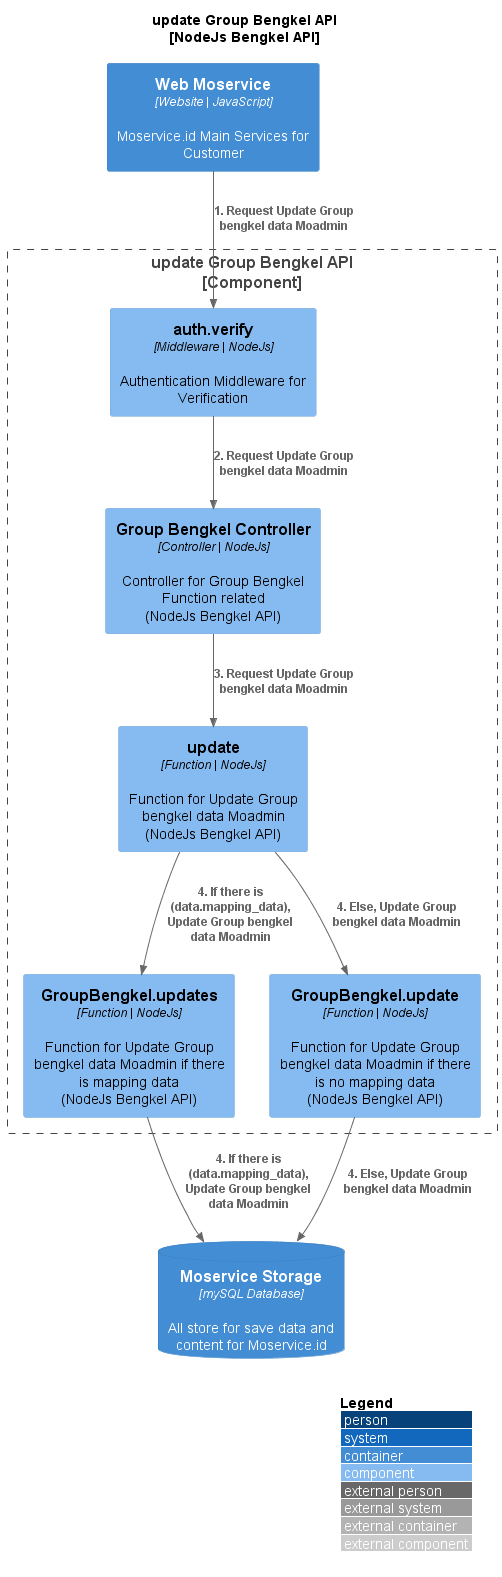 update Group Bengkel API
[NodeJs Bengkel API]
Web Moservice
[Website | JavaScript]
Moservice.id Main Services for
Customer
1. Request Update Group
bengkel data Moadmin
update Group Bengkel API
[Component]
auth.verify
[Middleware | NodeJs]
Authentication Middleware for
Verification
2. Request Update Group
bengkel data Moadmin
Group Bengkel Controller
[Controller | NodeJs]
Controller for Group Bengkel
Function related
(NodeJs Bengkel API)
3. Request Update Group
bengkel data Moadmin
update
[Function | NodeJs]
Function for Update Group
bengkel data Moadmin
(NodeJs Bengkel API)
4. If there is
(data.mapping_data),
Update Group bengkel
data Moadmin
4. Else, Update Group
bengkel data Moadmin
GroupBengkel.updates
[Function | NodeJs]
Function for Update Group
bengkel data Moadmin if there
is mapping data
(NodeJs Bengkel API)
GroupBengkel.update
[Function | NodeJs]
Function for Update Group
bengkel data Moadmin if there
is no mapping data
(NodeJs Bengkel API)
4. If there is
(data.mapping_data),
Update Group bengkel
data Moadmin
4. Else, Update Group
bengkel data Moadmin
Moservice Storage
[mySQL Database]
All store for save data and
content for Moservice.id
Legend
person
system
container
component
external person
external system
external container
external component